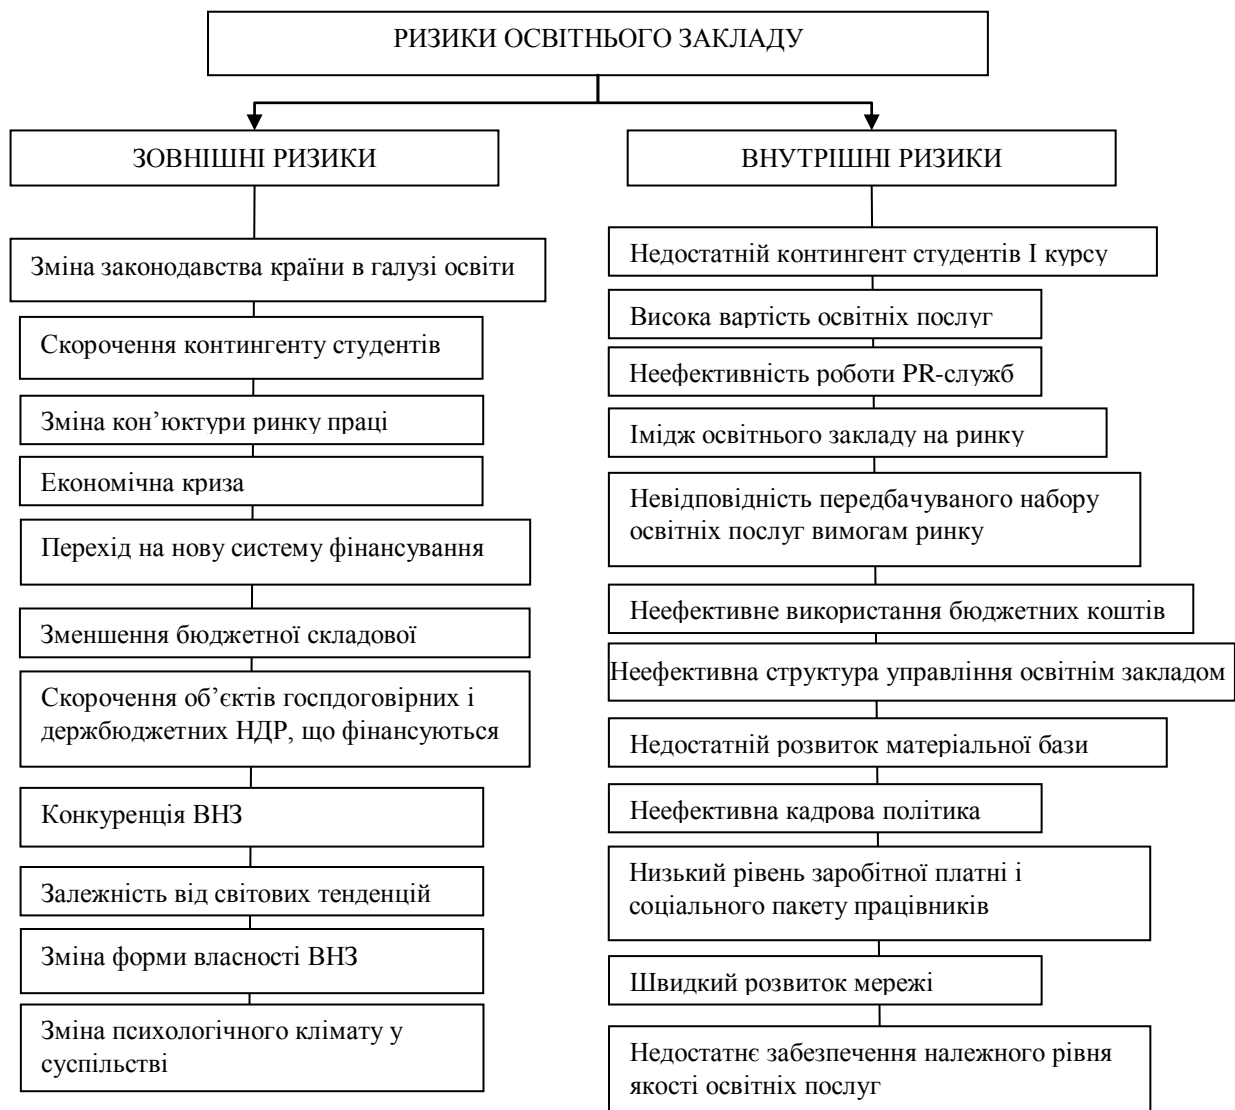 РИЗИКИ ОСВІТНЬОГО ЗАКЛАДУ
ЗОВНІШНІ РИЗИКИ
Зміна законодавства країни в галузі освіти
Скорочення контингенту студентів
Зміна кон’юктури ринку праці
Економічна криза
Перехід на нову систему фінансування
Зменшення бюджетної складової
Скорочення об’єктів госпдоговірних і
держбюджетних НДР, що фінансуються
Конкуренція ВНЗ
Залежність від світових тенденцій
Зміна форми власності ВНЗ
Зміна психологічного клімату у
суспільстві
ВНУТРІШНІ РИЗИКИ
Недостатній контингент студентів І курсу
Висока вартість освітніх послуг
Неефективність роботи PR-служб
Імідж освітнього закладу на ринку
Невідповідність передбачуваного набору
освітніх послуг вимогам ринку
Неефективне використання бюджетних коштів
Неефективна структура управління освітнім закладом
Недостатній розвиток матеріальної бази
Неефективна кадрова політика
Низький рівень заробітної платні і
соціального пакету працівників
Швидкий розвиток мережі
Недостатнє забезпечення належного рівня
якості освітніх послуг